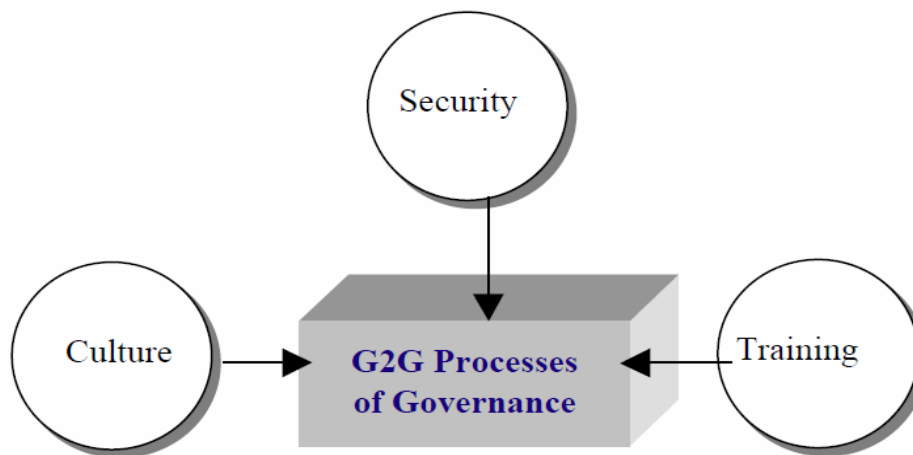 Security
Culture
G2G Processes
of Governance
Training